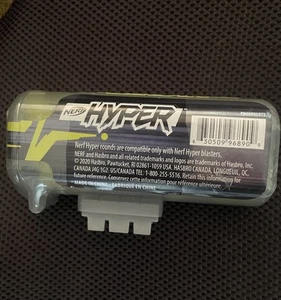 NERF
HYPER
Nerf Hyper rounds are compatible only with Nerf Hyper blasters.
NERF and Hasbro and all related trademarks and logos are trademarks of Hasbro, Inc.
© 2020 Hasbro, Pawtucket, RI 02861-1059 USA. HASBRO CANADA, LONGUEUIL, QC,
CANADA J4G 1G2. US/CANADA TEL. 1-800-255-5516. Retain this information for
future reference. Conservez cette information pour référence ultérieure.
MADE IN CHINA. • FABRIQUÉ EN CHINE.
30509 96890